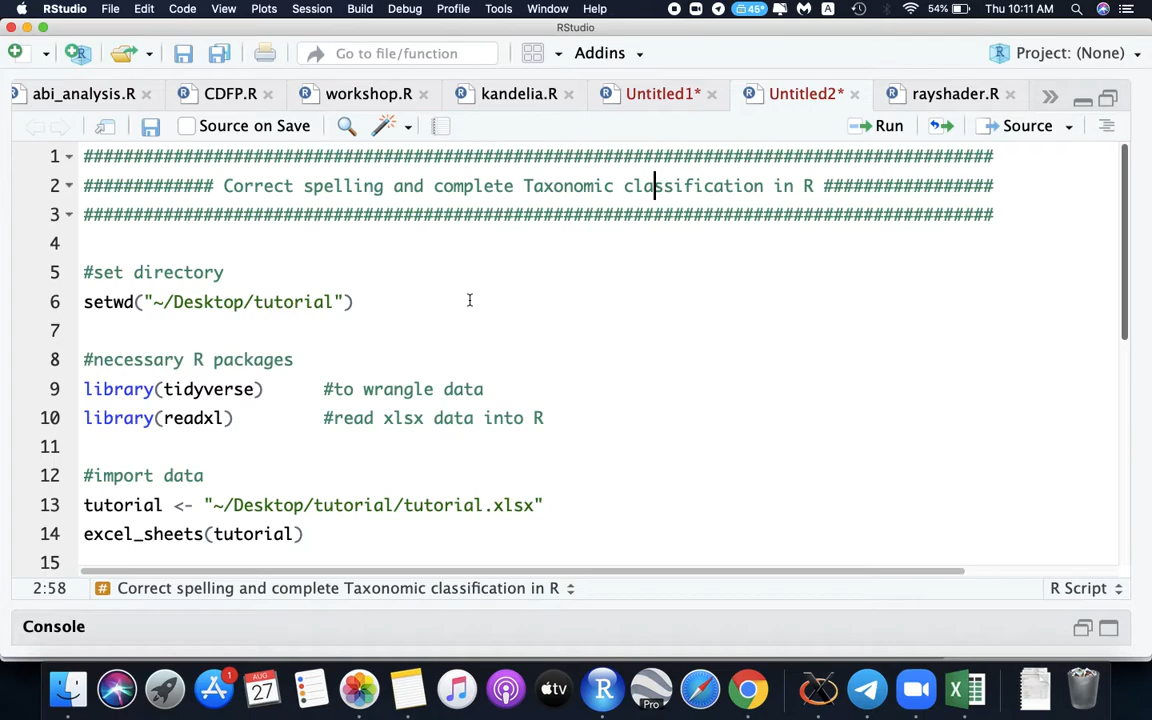 RStudio File Edit Code View Plots Session Build Debug Profile Tools Window Help 45° A 54% Thu 10:11 AM
RStudio
Go to file/function Addins Project: (None)
abi_analysis.R CDFP.R workshop.R kandelia.R Untitled1* Untitled2* rayshader.R
Source on Save Run Source
1 ###########################################################################################
2 ############# Correct spelling and complete Taxonomic classification in R #################
3 ###########################################################################################
4
5 #set directory
6 setwd("~/Desktop/tutorial")
7
8 #necessary R packages
9 library(tidyverse) #to wrangle data
10 library(readxl) #read xlsx data into R
11
12 #import data
13 tutorial <- "~/Desktop/tutorial/tutorial.xlsx"
14 excel_sheets(tutorial)
15
2:58 # Correct spelling and complete Taxonomic classification in R R Script
Console
1 AUG 27 tv R Pro X